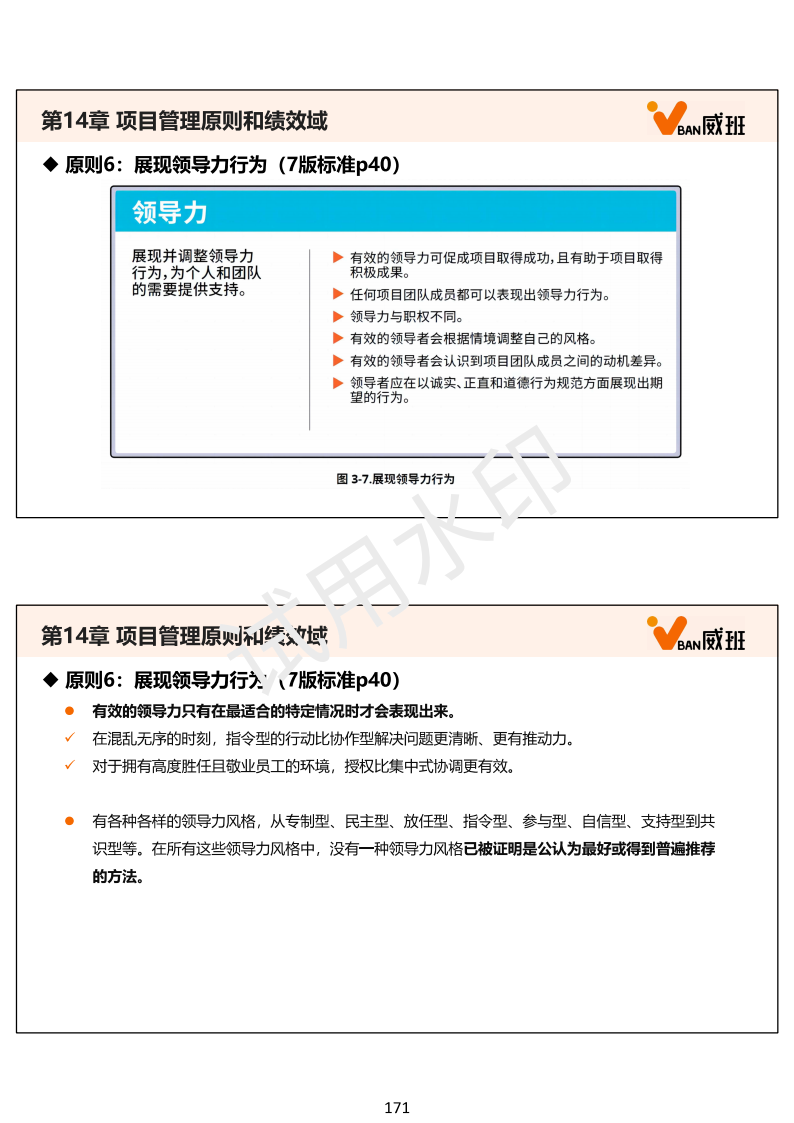 第14章 项目管理原则和绩效域
BAN威班
◆ 原则6：展现领导力行为（7版标准p40）
领导力
展现并调整领导力
行为，为个人和团队
的需要提供支持。
▶ 有效的领导力可促成项目取得成功，且有助于项目取得
积极成果。
▶ 任何项目团队成员都可以表现出领导力行为。
▶ 领导力与职权不同。
▶ 有效的领导者会根据情境调整自己的风格。
▶ 有效的领导者会认识到项目团队成员之间的动机差异。
▶ 领导者应在以诚实、正直和道德行为规范方面展现出期
望的行为。
图 3-7.展现领导力行为
试用水印
第14章 项目管理原则和绩效域
BAN威班
◆ 原则6：展现领导力行为（7版标准p40）
● 有效的领导力只有在最适合的特定情况时才会表现出来。
✓ 在混乱无序的时刻，指令型的行动比协作型解决问题更清晰、更有推动力。
✓ 对于拥有高度胜任且敬业员工的环境，授权比集中式协调更有效。
● 有各种各样的领导力风格，从专制型、民主型、放任型、指令型、参与型、自信型、支持型到共
识型等。在所有这些领导力风格中，没有一种领导力风格已被证明是公认为最好或得到普遍推荐
的方法。
171